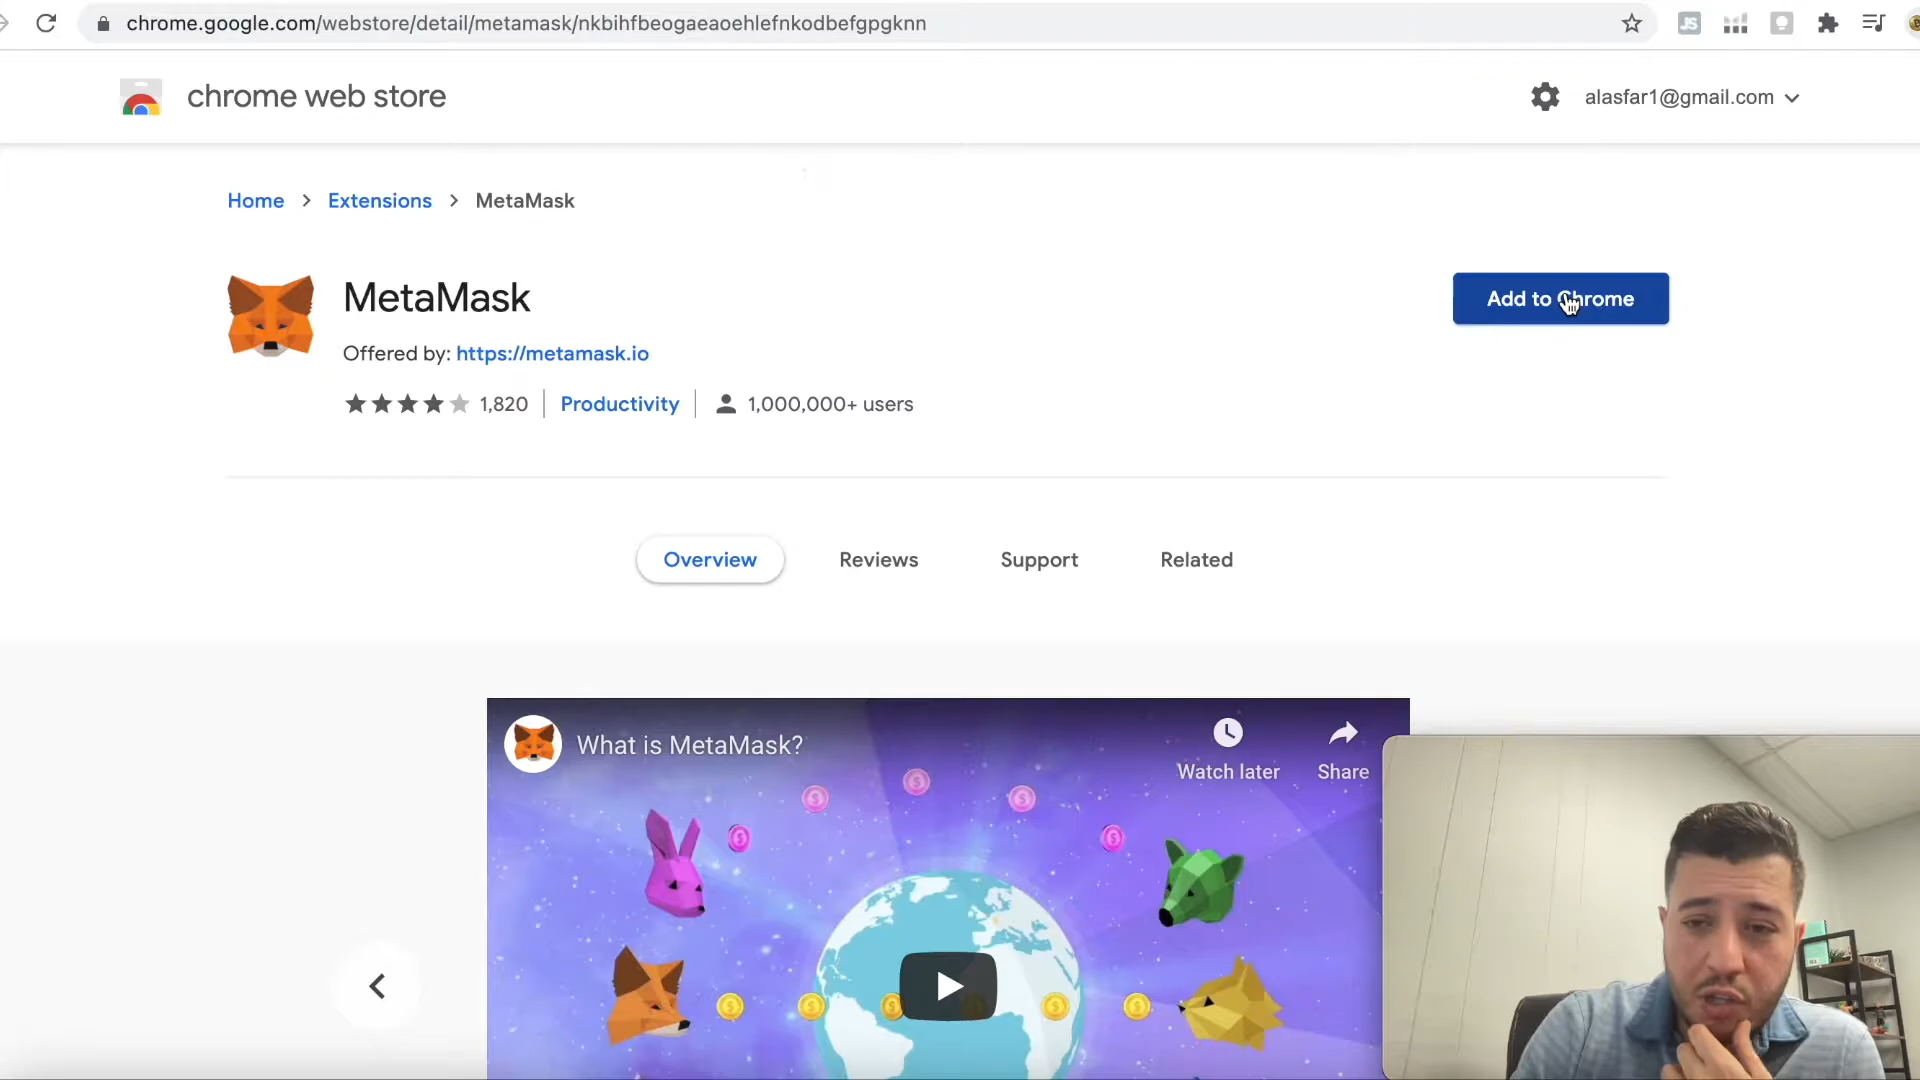 chrome.google.com/webstore/detail/metamask/nkbihfbeogaeaoehlefnkodbefgpgknn
JS
chrome web store
alasfar1@gmail.com
Home > Extensions > MetaMask
MetaMask
Add to Chrome
Offered by: https://metamask.io
1,820
Productivity
1,000,000+ users
Overview
Reviews
Support
Related
What is MetaMask?
Watch later
Share